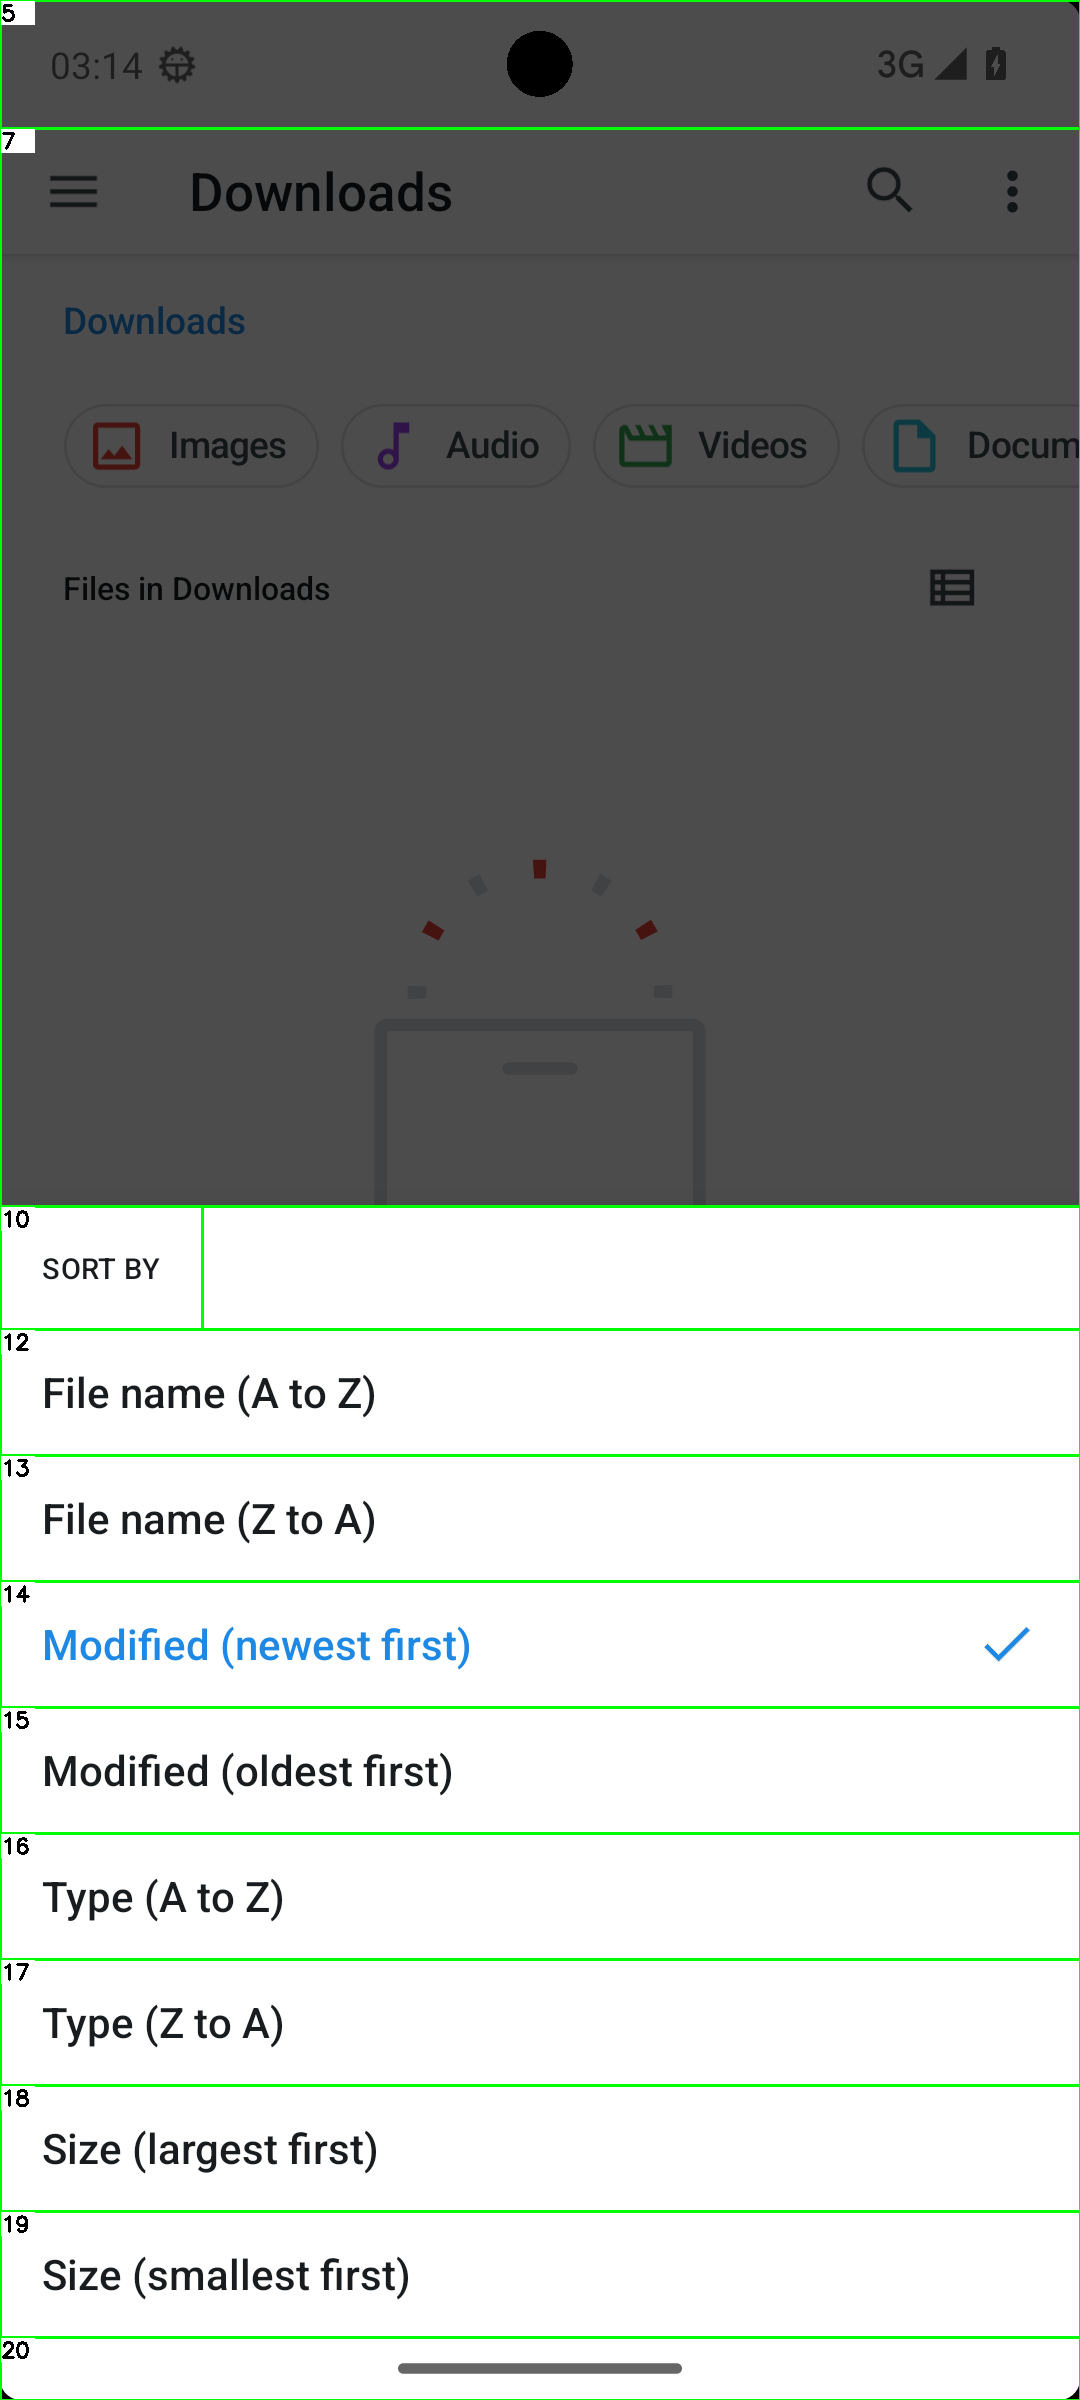 5
03:14
3G
7
Downloads
Downloads
Images
Audio
Videos
Docum
Files in Downloads
10
SORT BY
12
File name (A to Z)
13
File name (Z to A)
14
Modified (newest first)
15
Modified (oldest first)
16
Type (A to Z)
17
Type (Z to A)
18
Size (largest first)
19
Size (smallest first)
20